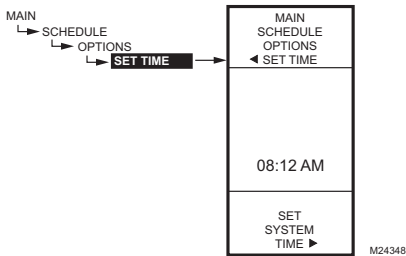 MAIN
SCHEDULE
OPTIONS
SET TIME
MAIN
SCHEDULE
OPTIONS
◄ SET TIME
08:12 AM
SET
SYSTEM
TIME ►
M24348